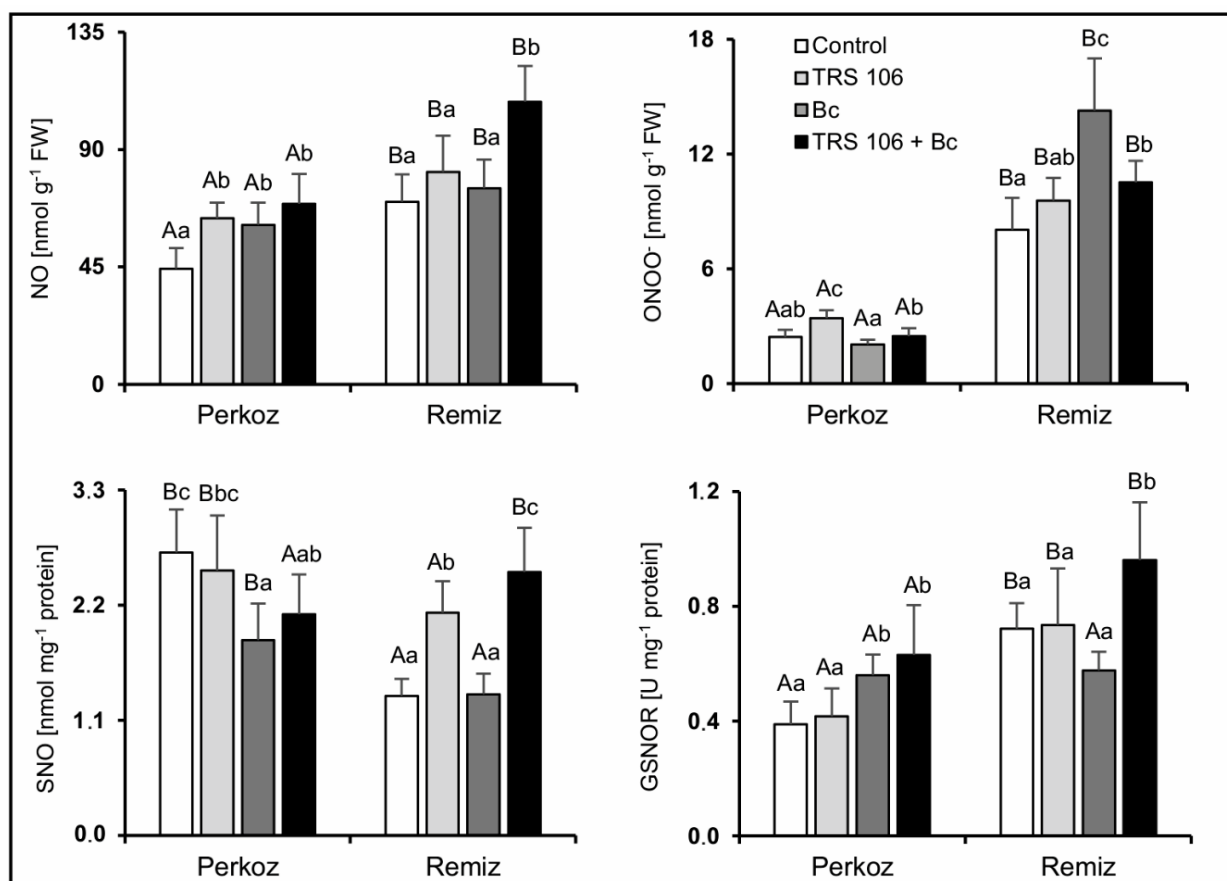 NO [nmol g⁻¹ FW]
135
90
45
0
Aa
Ab
Ab
Ab
Ba
Ba
Ba
Bb
Perkoz
Remiz
ONOO⁻ [nmol g⁻¹ FW]
18
12
6
0
Control
TRS 106
Bc
TRS 106 + Bc
Aab
Ac
Aa
Ab
Ba
Bab
Bc
Bb
Perkoz
Remiz
SNO [nmol mg⁻¹ protein]
3.3
2.2
1.1
0.0
Bc
Bbc
Ba
Aab
Aa
Ab
Aa
Bc
Perkoz
Remiz
GSNOR [U mg⁻¹ protein]
1.2
0.8
0.4
0.0
Aa
Aa
Ab
Ab
Ba
Ba
Aa
Bb
Perkoz
Remiz